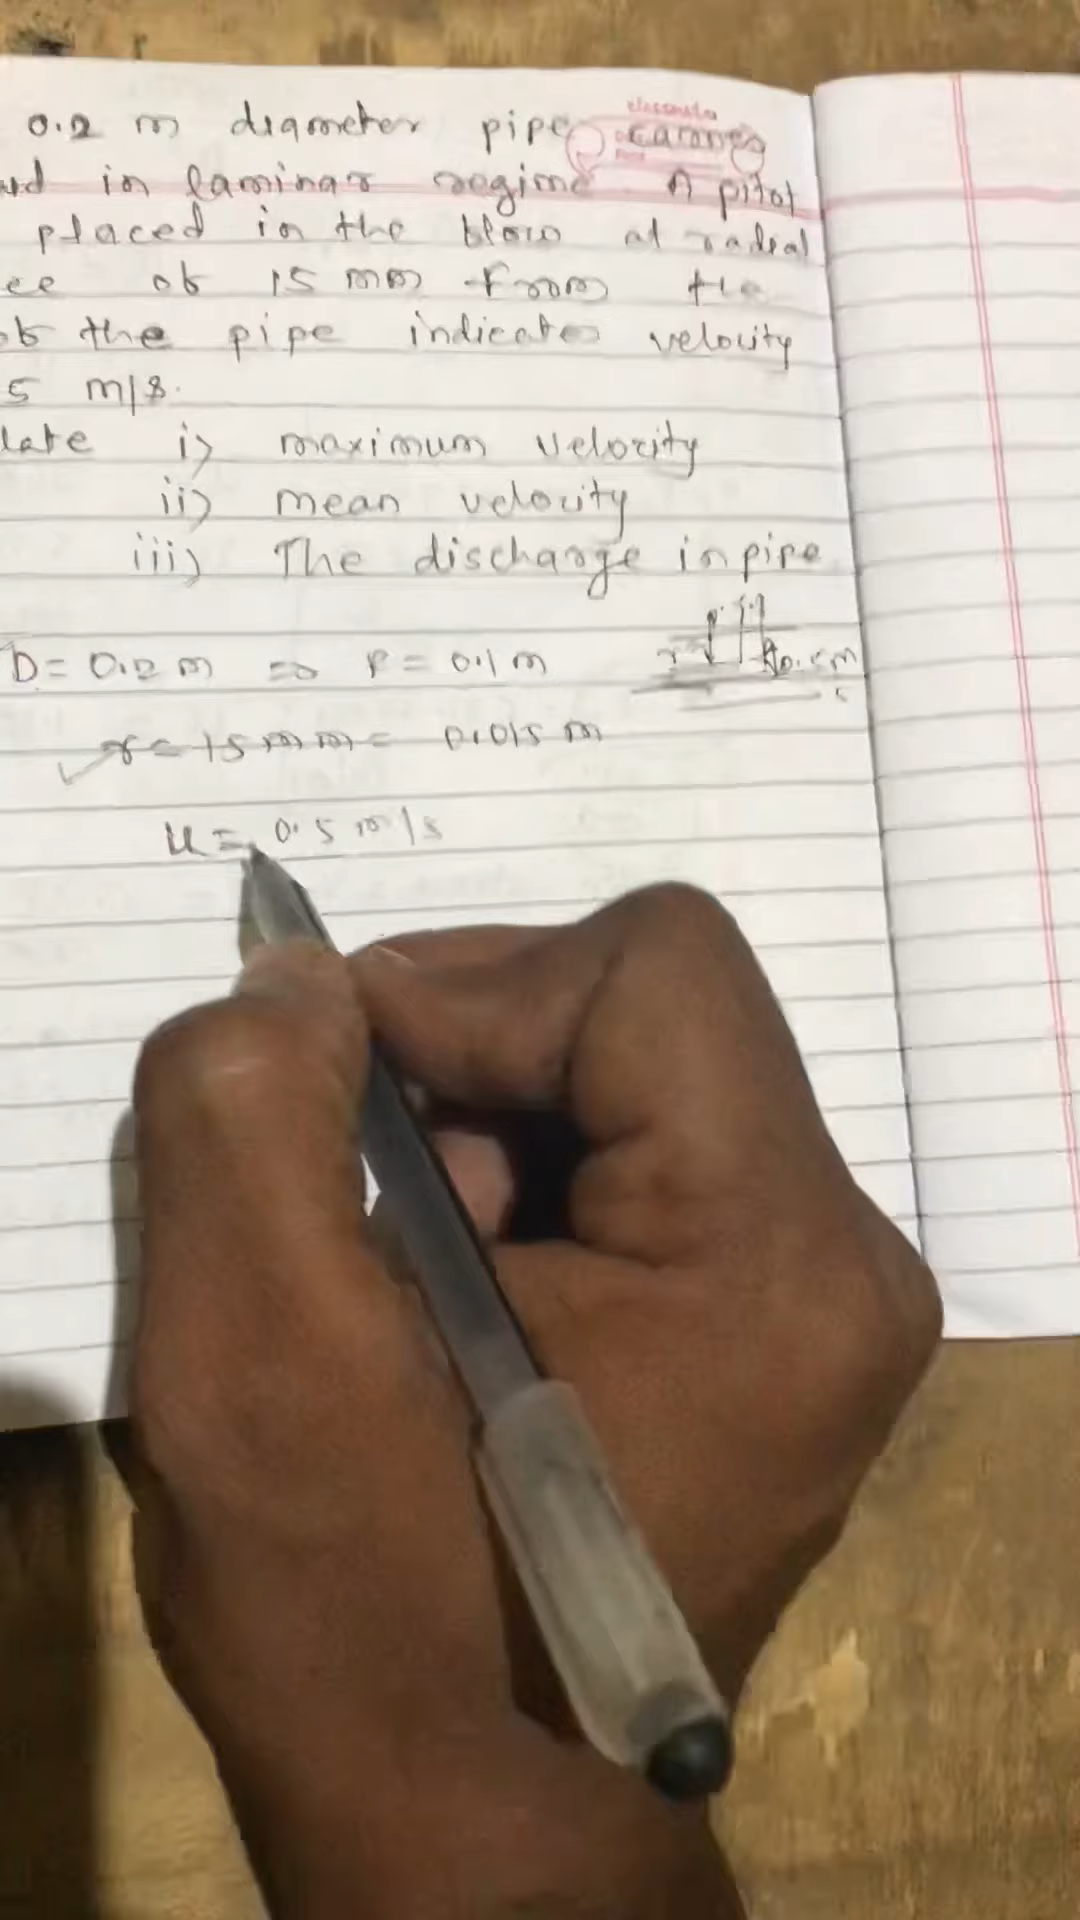 0.2 m diameter pipe carries
in laminar regime A pitot
placed in the flow at radial
of 15 mm from the
the pipe indicates velocity
5 m/s.
late i) maximum velocity
ii) mean velocity
iii) The discharge in pipe
D = 0.2 m ⇒ R = 0.1 m
r = 15 mm = 0.015 m
u = 0.5 m/s